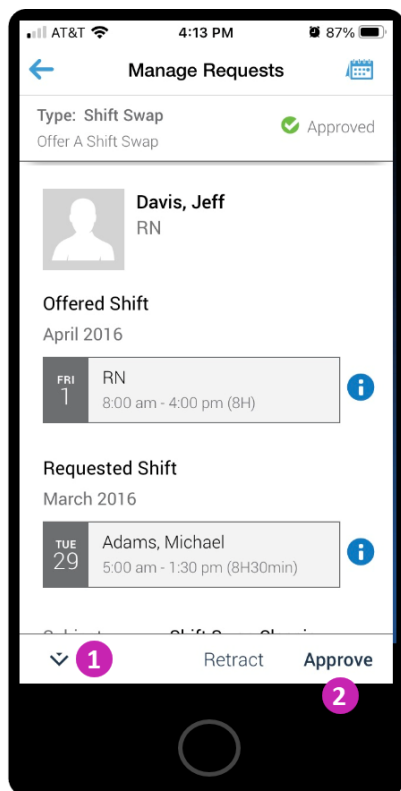 AT&T 4:13 PM 87%
Manage Requests
Type: Shift Swap
Offer A Shift Swap
Approved
Davis, Jeff
RN
Offered Shift
April 2016
FRI
1
RN
8:00 am - 4:00 pm (8H)
i
Requested Shift
March 2016
TUE
29
Adams, Michael
5:00 am - 1:30 pm (8H30min)
i
1
Retract Approve
2